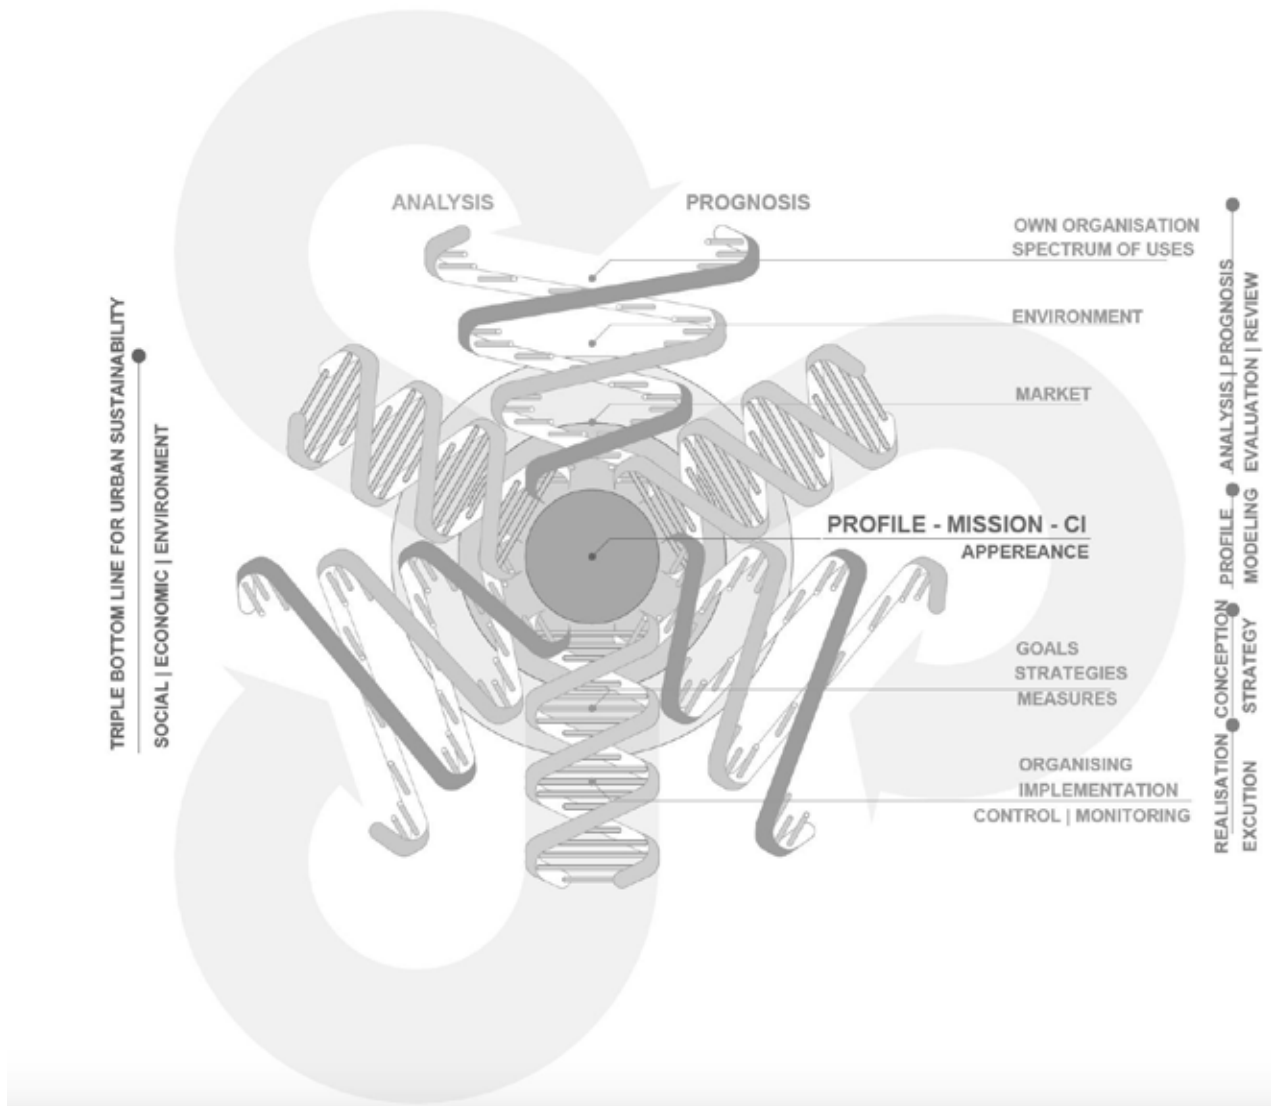 ANALYSIS
PROGNOSIS
OWN ORGANISATION
SPECTRUM OF USES
ENVIRONMENT
MARKET
PROFILE - MISSION - CI
APPEREANCE
GOALS
STRATEGIES
MEASURES
ORGANISING
IMPLEMENTATION
CONTROL | MONITORING
TRIPLE BOTTOM LINE FOR URBAN SUSTAINABILITY
SOCIAL | ECONOMIC | ENVIRONMENT
ANALYSIS | PROGNOSIS
EVALUATION | REVIEW
PROFILE
MODELING
CONCEPTION
STRATEGY
REALISATION
EXCUTION